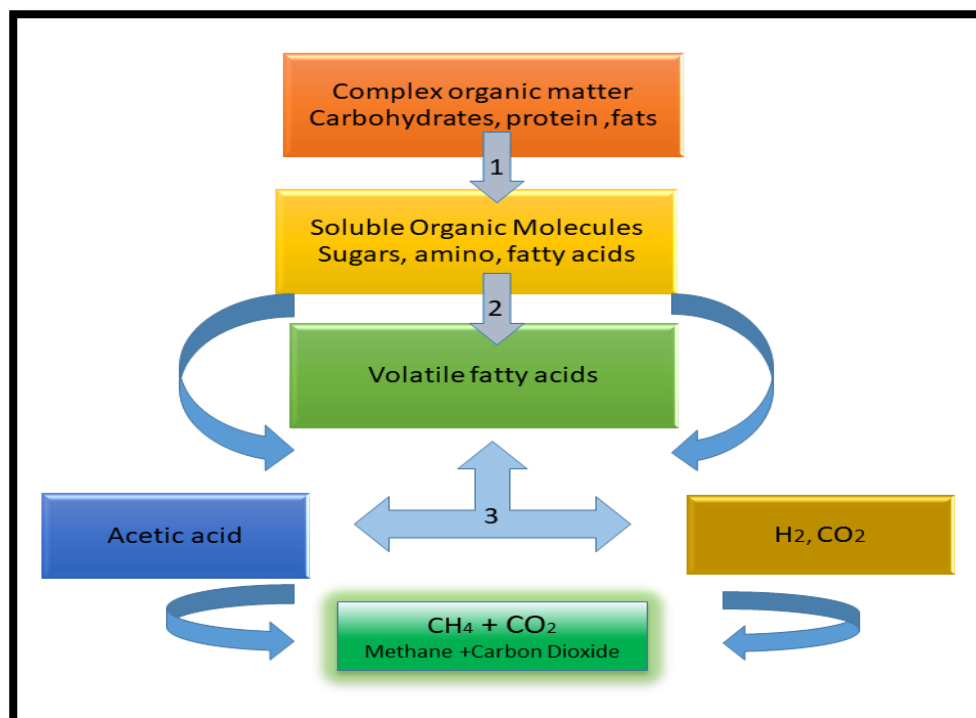 Complex organic matter
Carbohydrates, protein ,fats
1
Soluble Organic Molecules
Sugars, amino, fatty acids
2
Volatile fatty acids
3
Acetic acid
H2, CO2
CH4 + CO2
Methane +Carbon Dioxide